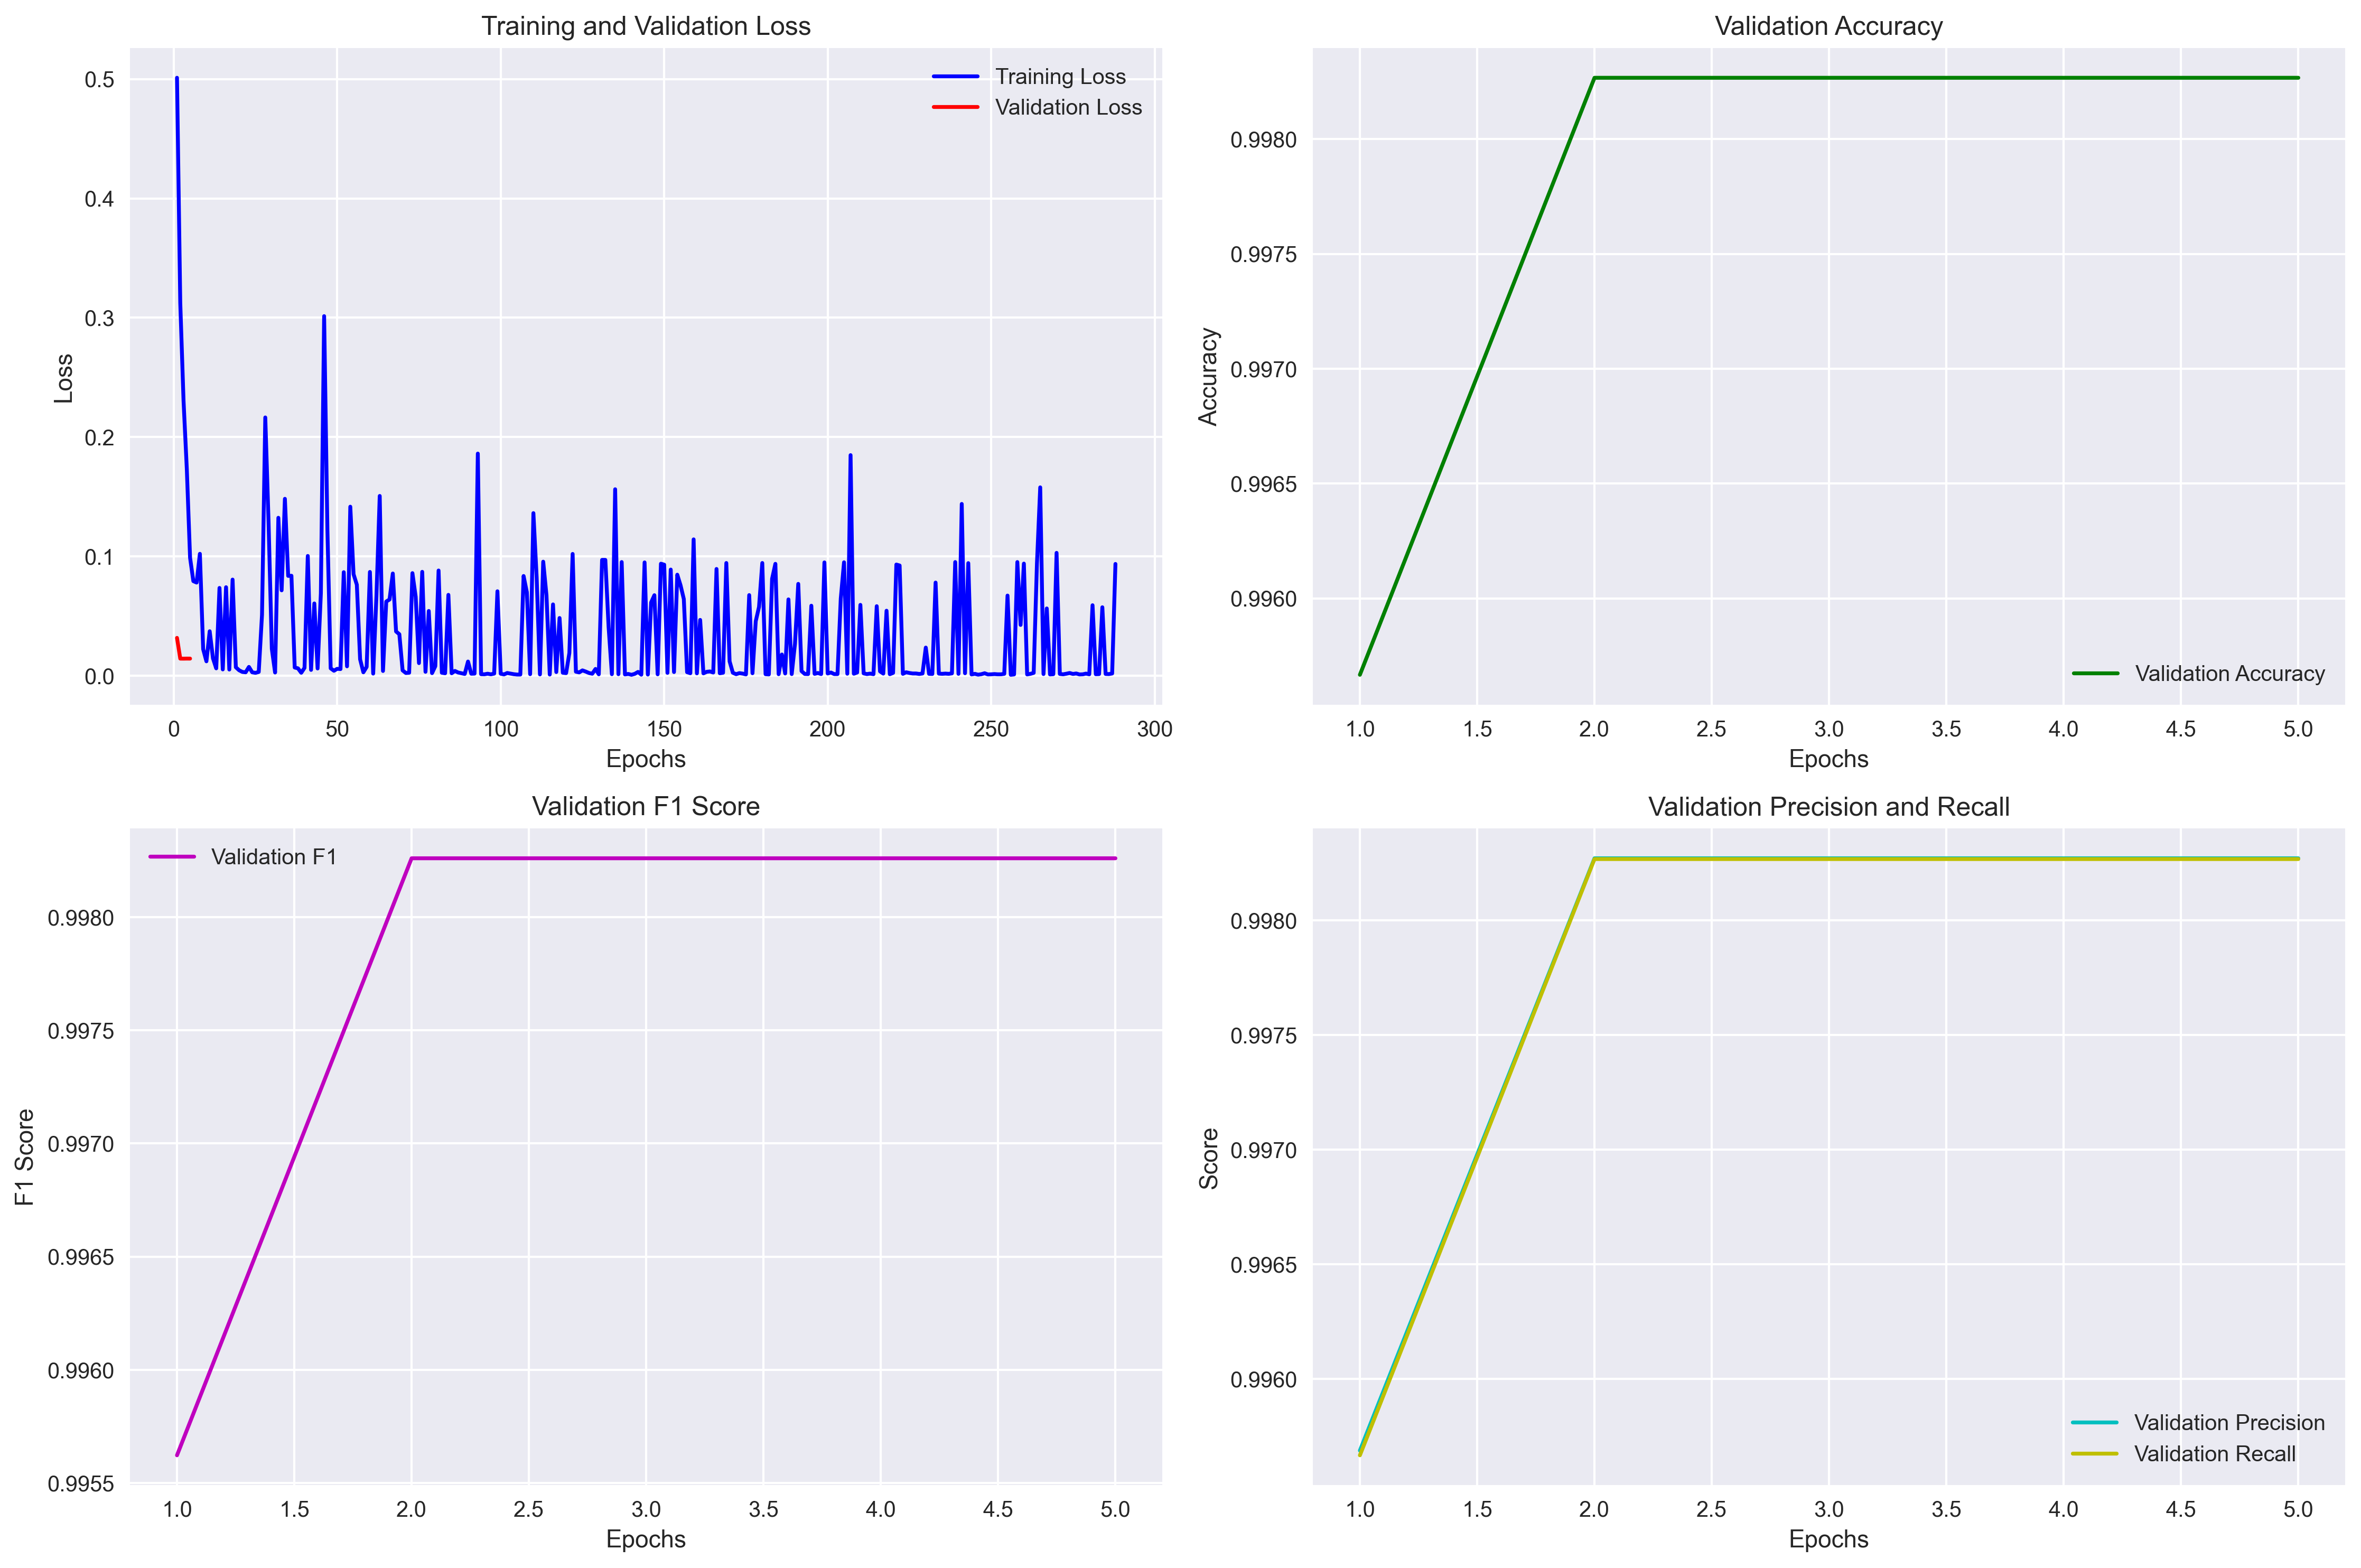 Training and Validation Loss
Training Loss
Validation Loss
0.5
0.4
0.3
0.2
0.1
0.0
Loss
0 50 100 150 200 250 300
Epochs
Validation Accuracy
0.9980
0.9975
0.9970
0.9965
0.9960
Accuracy
Validation Accuracy
1.0 1.5 2.0 2.5 3.0 3.5 4.0 4.5 5.0
Epochs
Validation F1 Score
Validation F1
0.9980
0.9975
0.9970
0.9965
0.9960
0.9955
F1 Score
1.0 1.5 2.0 2.5 3.0 3.5 4.0 4.5 5.0
Epochs
Validation Precision and Recall
0.9980
0.9975
0.9970
0.9965
0.9960
Score
Validation Precision
Validation Recall
1.0 1.5 2.0 2.5 3.0 3.5 4.0 4.5 5.0
Epochs